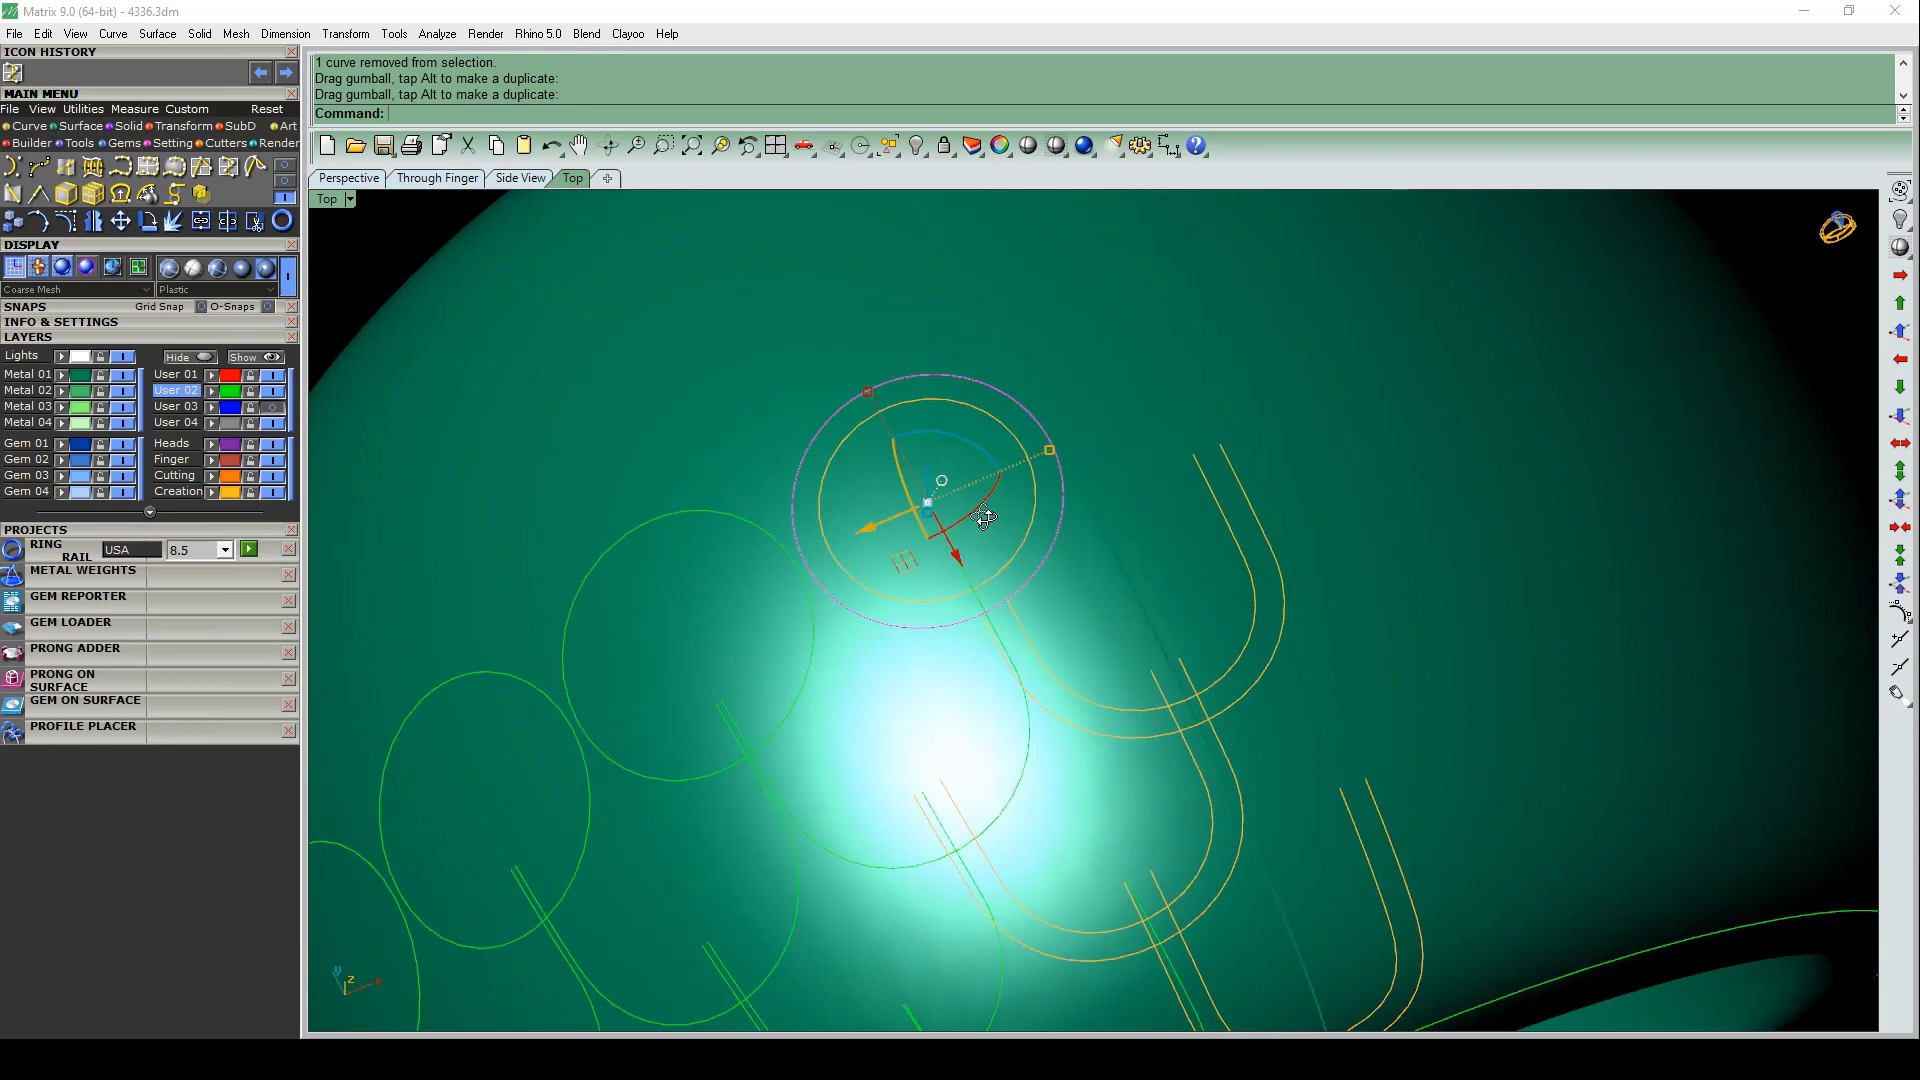 Matrix 9.0 (64-bit) - 4336.3dm
File Edit View Curve Surface Solid Mesh Dimension Transform Tools Analyze Render Rhino 5.0 Blend Clayoo Help
ICON HISTORY
MAIN MENU
File View Utilities Measure Custom Reset
Curve Surface Solid Transform SubD Art
Builder Tools Gems Setting Cutters Render
DISPLAY
Coarse Mesh Plastic
SNAPS Grid Snap O-Snaps
INFO & SETTINGS
LAYERS
Lights Hide Show
Metal 01 User 01
Metal 02 User 02
Metal 03 User 03
Metal 04 User 04
Gem 01 Heads
Gem 02 Finger
Gem 03 Cutting
Gem 04 Creation
PROJECTS
RING RAIL USA 8.5
METAL WEIGHTS
GEM REPORTER
GEM LOADER
PRONG ADDER
PRONG ON SURFACE
GEM ON SURFACE
PROFILE PLACER
1 curve removed from selection.
Drag gumball, tap Alt to make a duplicate:
Drag gumball, tap Alt to make a duplicate:
Command:
Perspective Through Finger Side View Top
Top
y z x